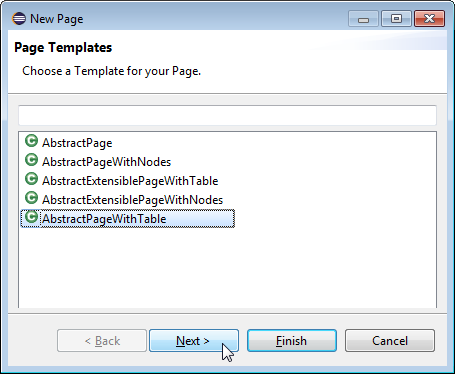 New Page
Page Templates
Choose a Template for your Page.
AbstractPage
AbstractPageWithNodes
AbstractExtensiblePageWithTable
AbstractExtensiblePageWithNodes
AbstractPageWithTable
< Back Next > Finish Cancel